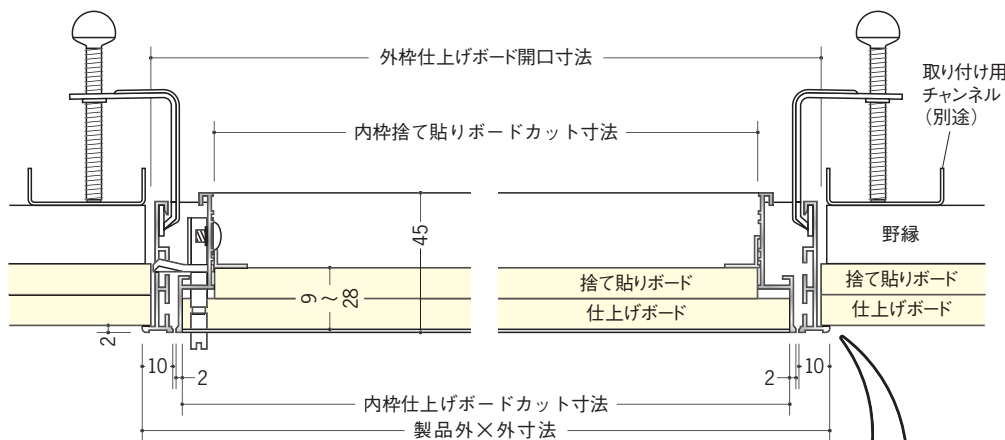 外枠仕上げボード開口寸法
取り付け用
チャンネル
（別途）
内枠捨て貼りボードカット寸法
45
野縁
捨て貼りボード
捨て貼りボード
9～28
仕上げボード
仕上げボード
2
10
2
2
10
内枠仕上げボードカット寸法
製品外×外寸法